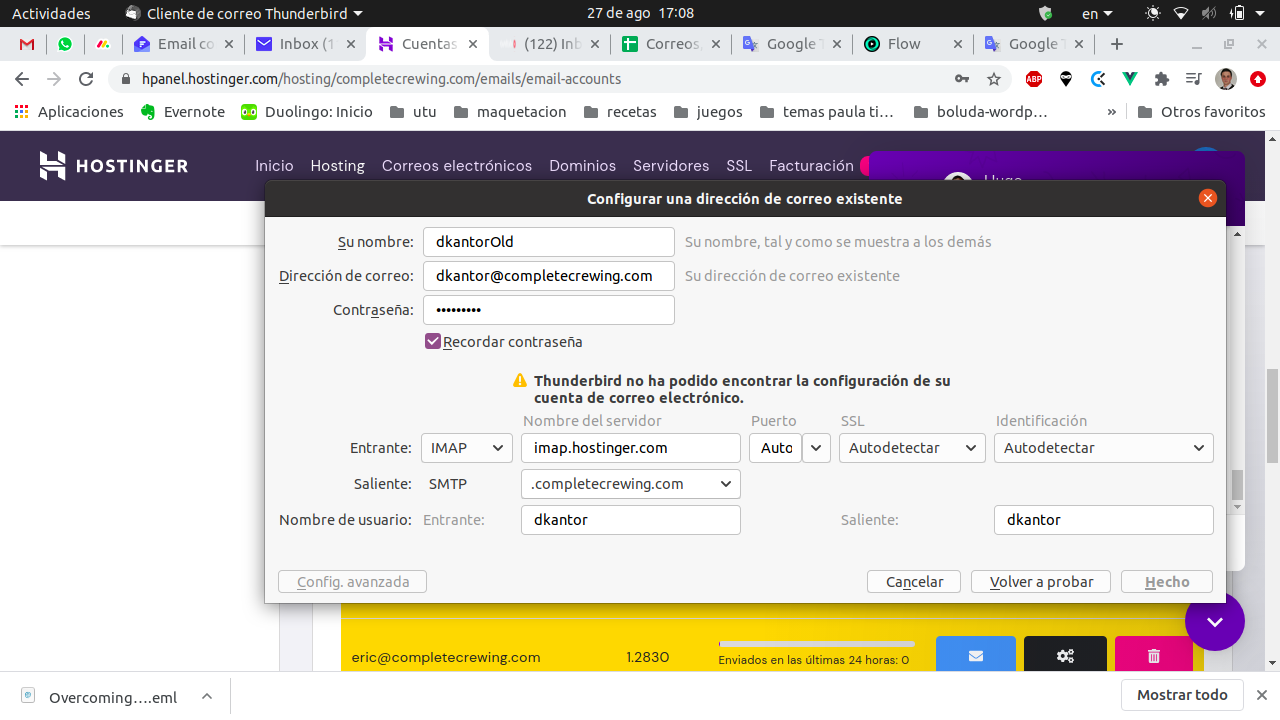 Actividades Cliente de correo Thunderbird 27 de ago 17:08 en
Email co Inbox (1 Cuentas (122) Inb Correos, Google T Flow Google T
hpanel.hostinger.com/hosting/completecrewing.com/emails/email-accounts ABP
Aplicaciones Evernote Duolingo: Inicio utu maquetacion recetas juegos temas paula ti... boluda-wordp... » Otros favoritos
HOSTINGER Inicio Hosting Correos electrónicos Dominios Servidores SSL Facturación
Configurar una dirección de correo existente
Su nombre: dkantorOld Su nombre, tal y como se muestra a los demás
Dirección de correo: dkantor@completecrewing.com Su dirección de correo existente
Contraseña: •••••••••
Recordar contraseña
Thunderbird no ha podido encontrar la configuración de su
cuenta de correo electrónico.
Nombre del servidor Puerto SSL Identificación
Entrante: IMAP imap.hostinger.com Auto Autodetectar Autodetectar
Saliente: SMTP .completecrewing.com
Nombre de usuario: Entrante: dkantor Saliente: dkantor
Config. avanzada Cancelar Volver a probar Hecho
eric@completecrewing.com 1.2830 Enviados en las últimas 24 horas: 0
Overcoming....eml Mostrar todo